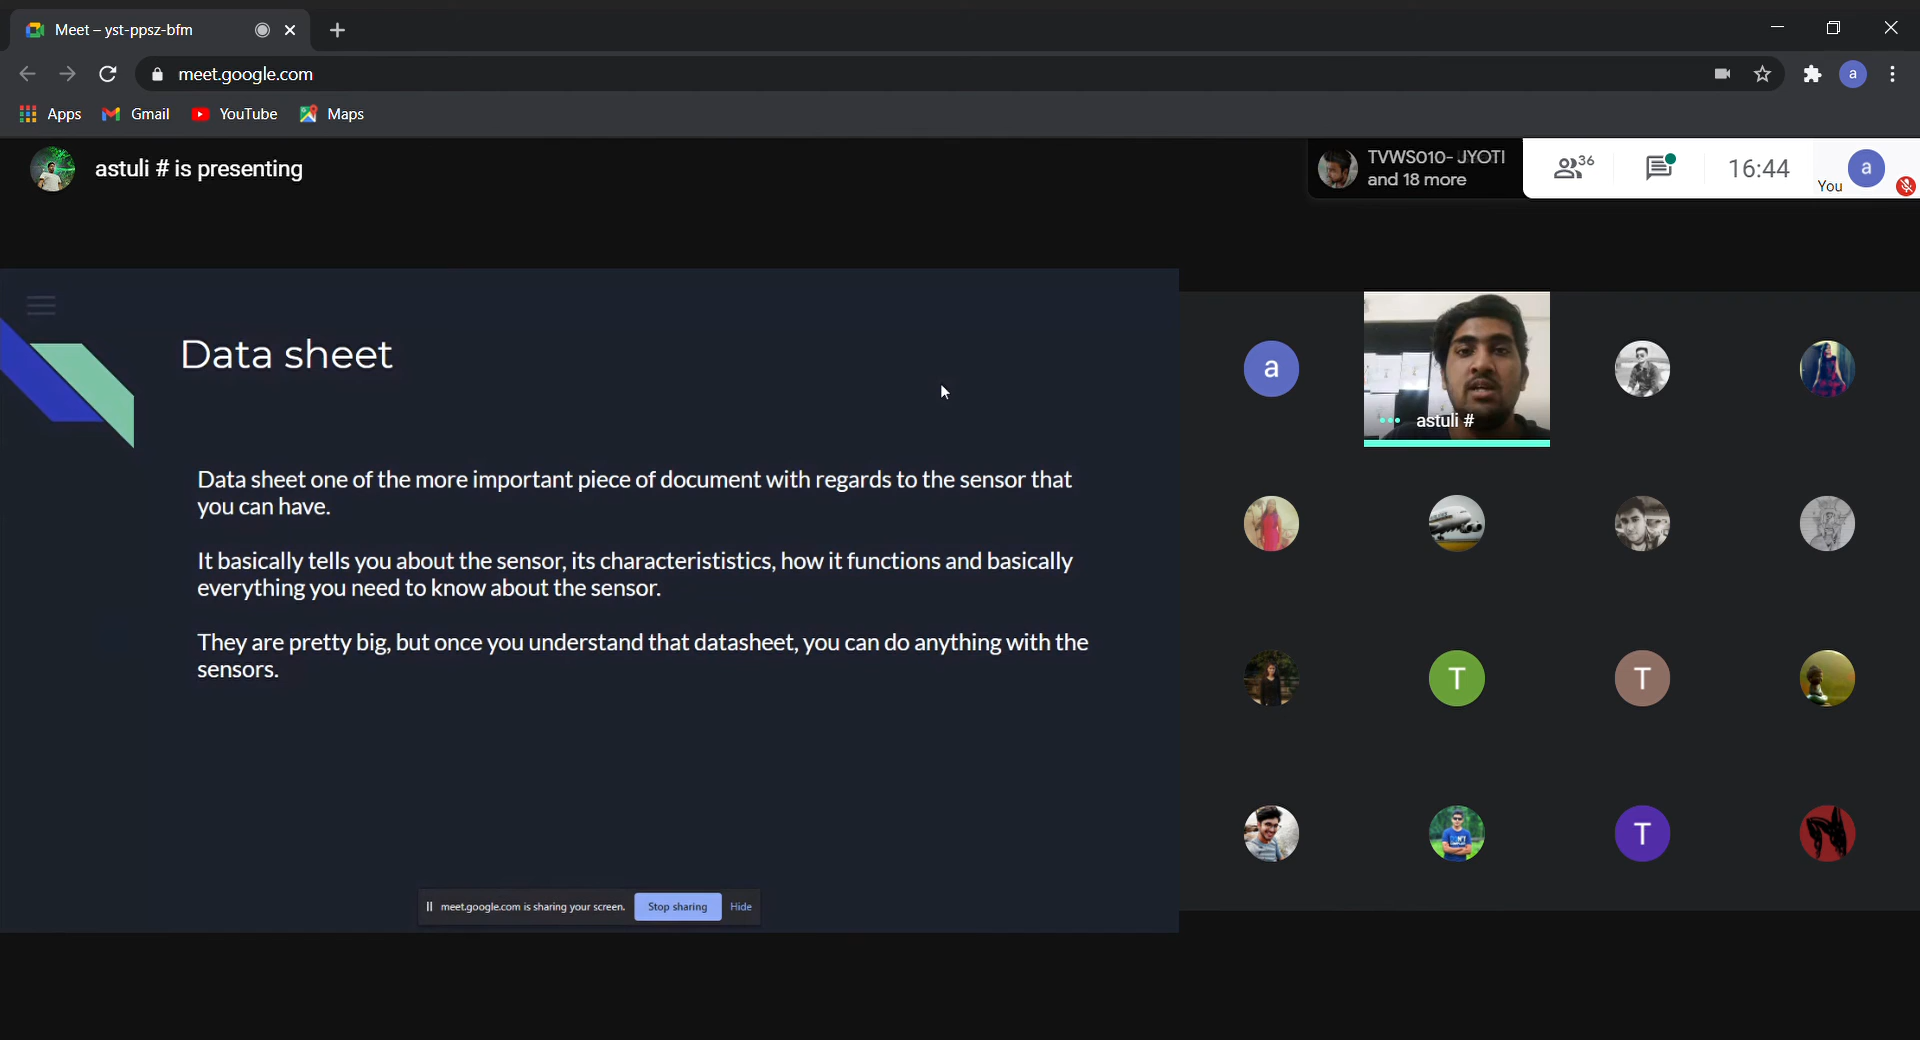 Meet – yst-ppsz-bfm
meet.google.com
a
Apps
Gmail
YouTube
Maps
astuli # is presenting
TVWS010- JYOTI
and 18 more
36
16:44
You
a
Data sheet
Data sheet one of the more important piece of document with regards to the sensor that
you can have.
It basically tells you about the sensor, its characterististics, how it functions and basically
everything you need to know about the sensor.
They are pretty big, but once you understand that datasheet, you can do anything with the
sensors.
meet.google.com is sharing your screen.
Stop sharing
Hide
a
astuli #
T
T
T